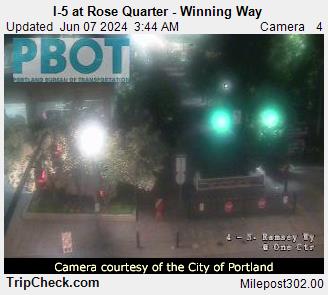 I-5 at Rose Quarter - Winning Way
Updated Jun 07 2024 3:44 AM Camera 4
PBOT
PORTLAND BUREAU OF TRANSPORTATION
4 - N. Ramsey Wy
@ One Ctr
Camera courtesy of the City of Portland
TripCheck.com Milepost302.00